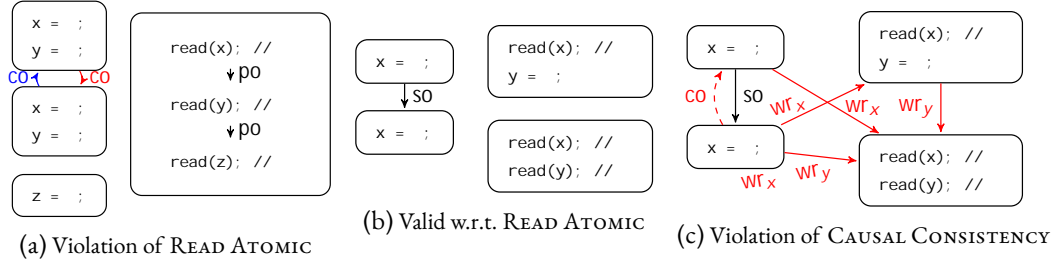 x = ;
y = ;
co
co
x = ;
y = ;
z = ;
read(x); //
po
read(y); //
po
read(z); //
(a) Violation of READ ATOMIC
x = ;
so
x = ;
read(x); //
y = ;
read(x); //
read(y); //
(b) Valid w.r.t. READ ATOMIC
x = ;
co
so
x = ;
wr x
wr x
wr y
wr x
wr y
read(x); //
y = ;
read(x); //
read(y); //
(c) Violation of CAUSAL CONSISTENCY